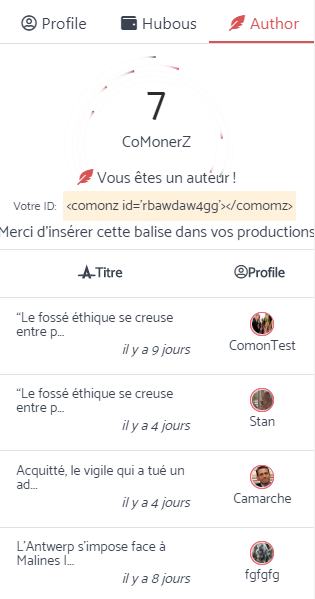 Profile Hubous Author
7
CoMonerZ
Vous êtes un auteur !
Votre ID: <comonz id='rbawdaw4gg'></comomz>
Merci d'insérer cette balise dans vos productions
Titre Profile
“Le fossé éthique se creuse
entre p...
il y a 9 jours
ComonTest
“Le fossé éthique se creuse
entre p...
il y a 4 jours
Stan
Acquitté, le vigile qui a tué un
ad...
il y a 4 jours
Camarche
L'Antwerp s'impose face à
Malines l...
il y a 8 jours
fgfgfg